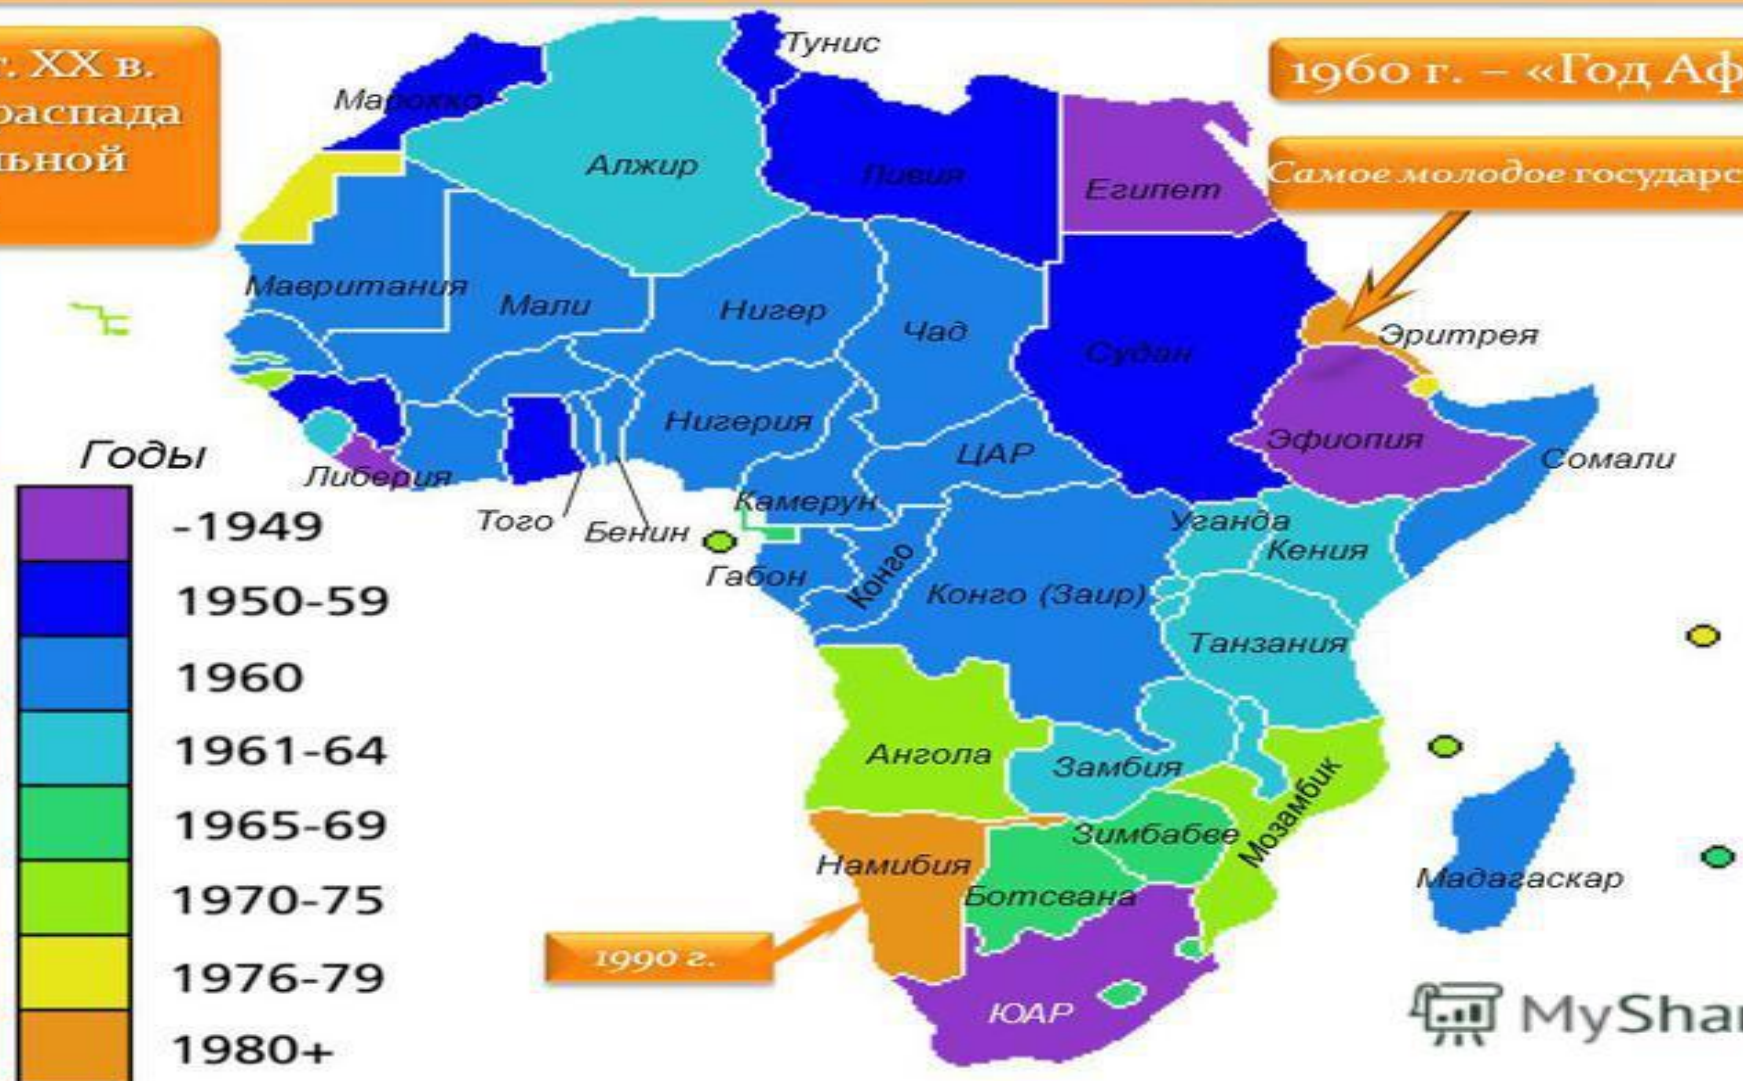 г. XX в.
распада
льной
1960 г. – «Год Аф
Самое молодое государс
Тунис
Марокко
Алжир
Ливия
Египет
Мавритания
Мали
Нигер
Чад
Судан
Эритрея
Нигерия
ЦАР
Эфиопия
Сомали
Либерия
Того
Бенин
Камерун
Габон
Конго
Конго (Заир)
Уганда
Кения
Танзания
Ангола
Замбия
Мозамбик
Зимбабве
Намибия
Ботсвана
Мадагаскар
1990 г.
ЮАР
Годы
-1949
1950-59
1960
1961-64
1965-69
1970-75
1976-79
1980+
MyShar